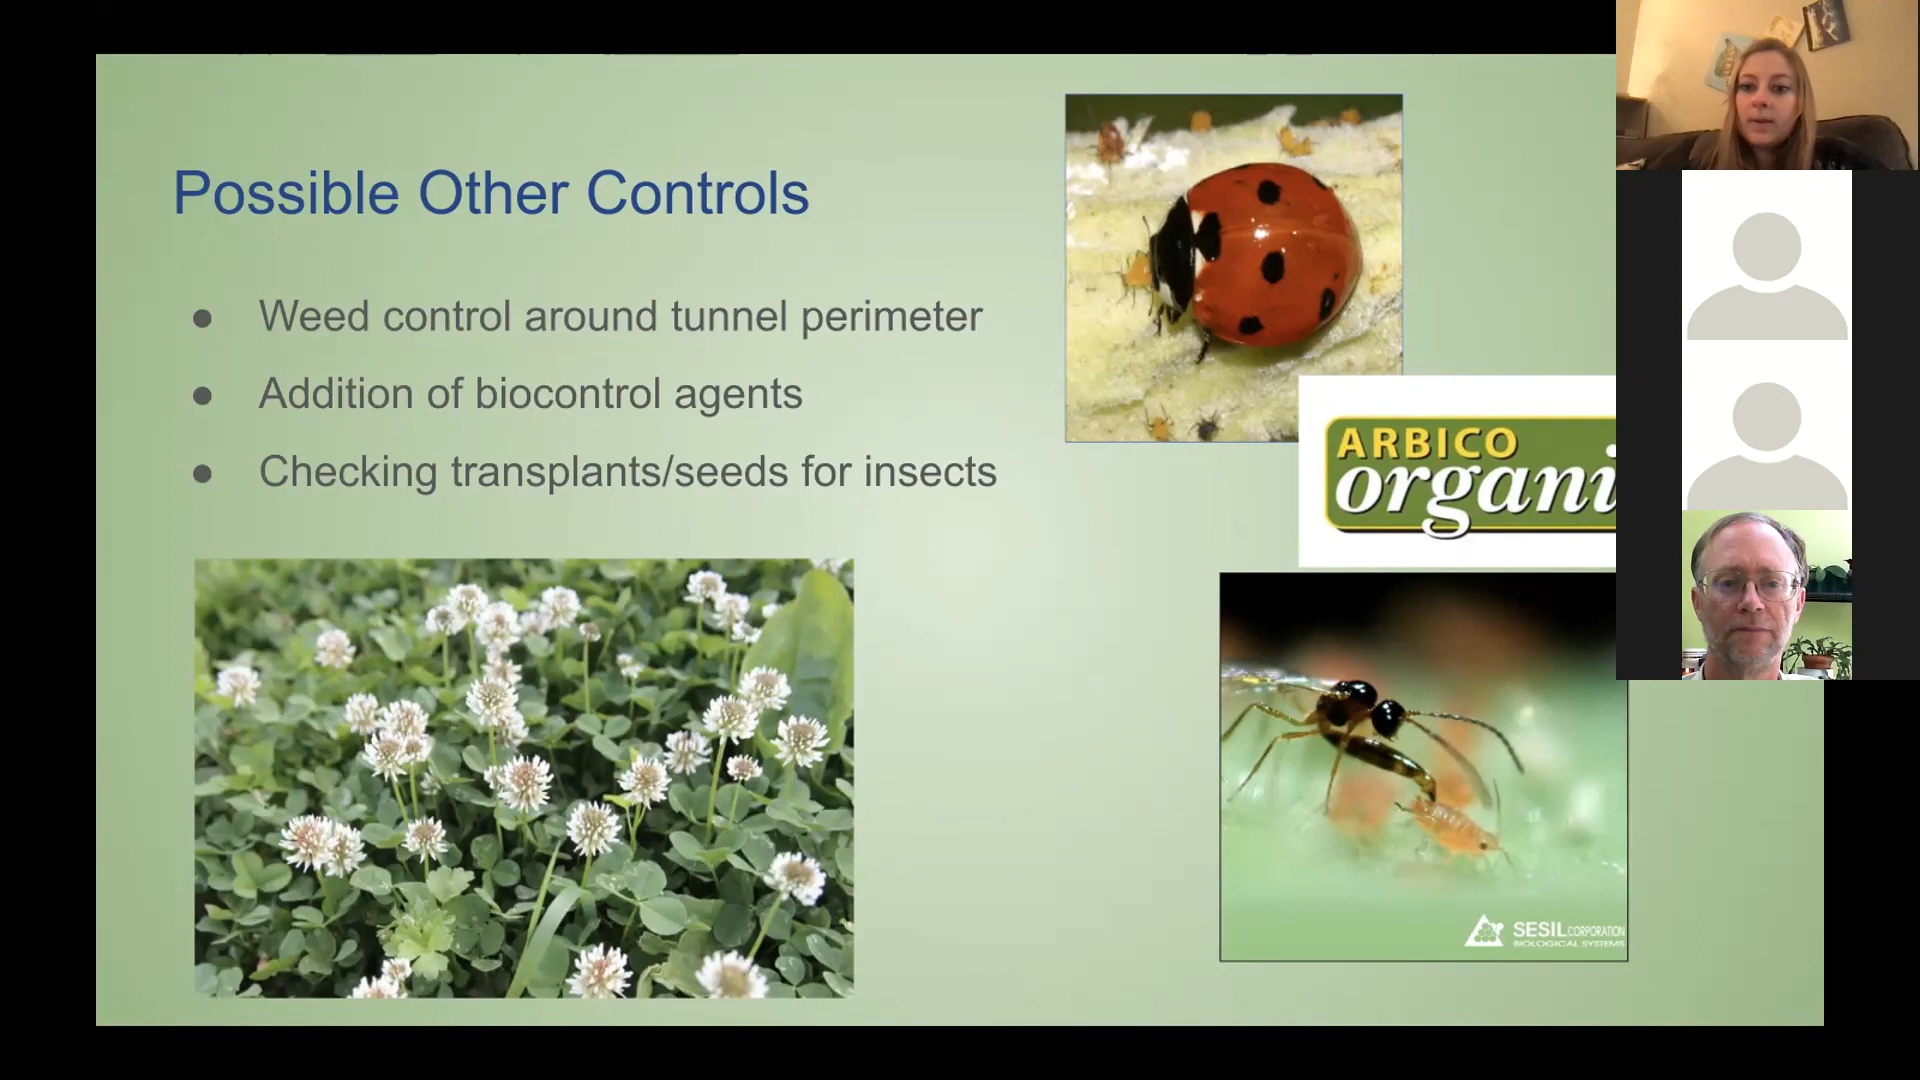 Possible Other Controls
● Weed control around tunnel perimeter
● Addition of biocontrol agents
● Checking transplants/seeds for insects
ARBICO
organi
SESIL CORPORATION
BIOLOGICAL SYSTEMS